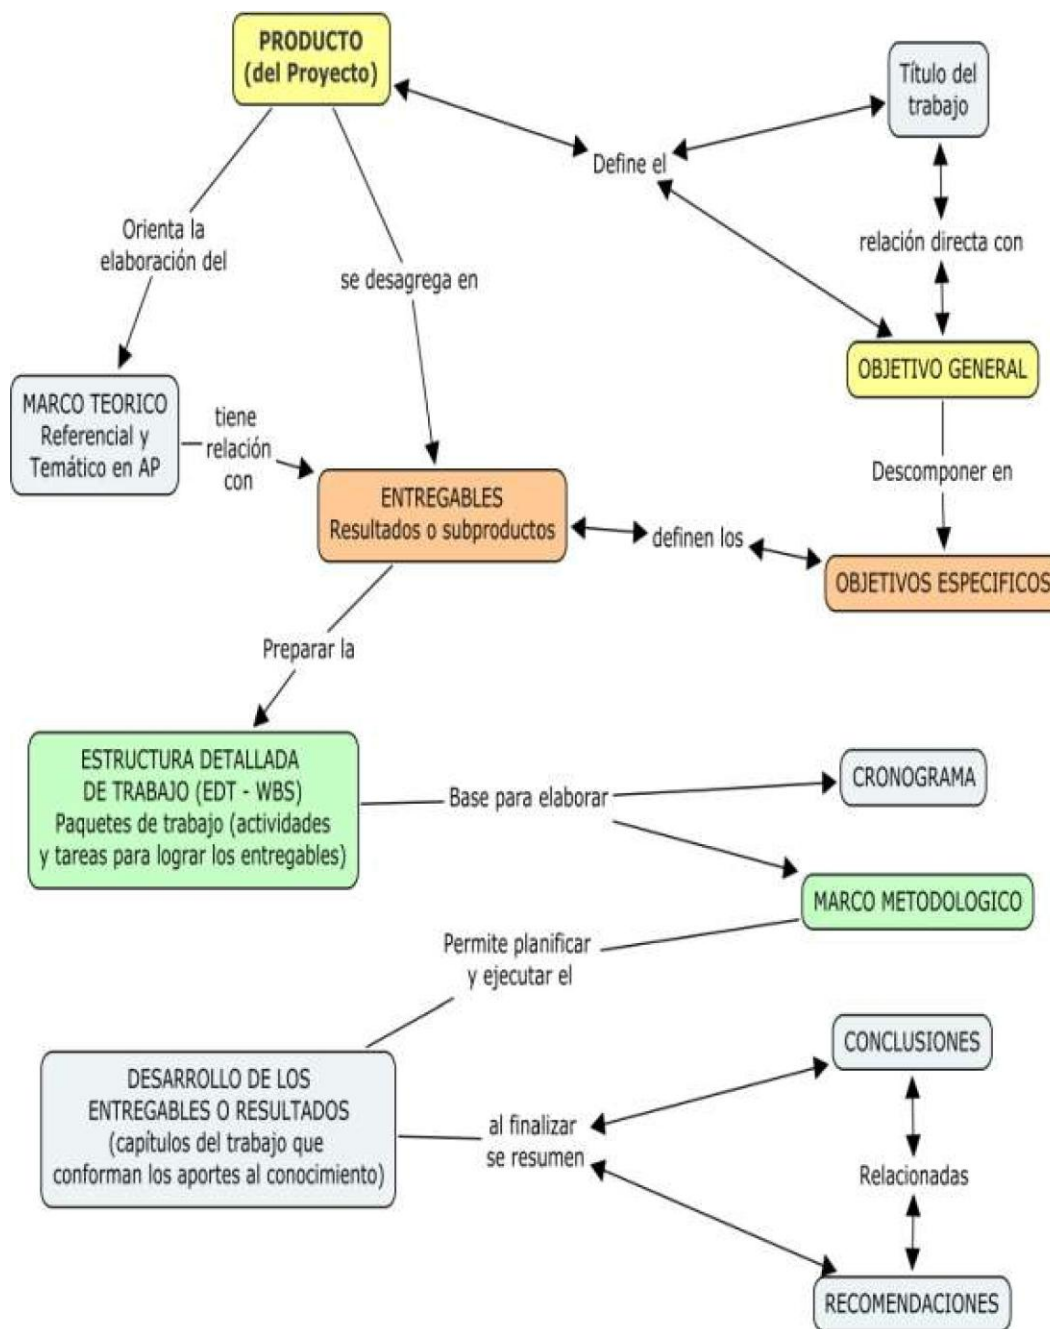 PRODUCTO
(del Proyecto)
Título del
trabajo
Define el
Orienta la
elaboración del
se desagrega en
relación directa con
OBJETIVO GENERAL
MARCO TEORICO
Referencial y
Temático en AP
tiene
relación
con
ENTREGABLES
Resultados o subproductos
definen los
Descomponer en
OBJETIVOS ESPECIFICOS
Preparar la
ESTRUCTURA DETALLADA
DE TRABAJO (EDT - WBS)
Paquetes de trabajo (actividades
y tareas para lograr los entregables)
Base para elaborar
CRONOGRAMA
MARCO METODOLOGICO
Permite planificar
y ejecutar el
DESARROLLO DE LOS
ENTREGABLES O RESULTADOS
(capítulos del trabajo que
conforman los aportes al conocimiento)
al finalizar
se resumen
CONCLUSIONES
Relacionadas
RECOMENDACIONES